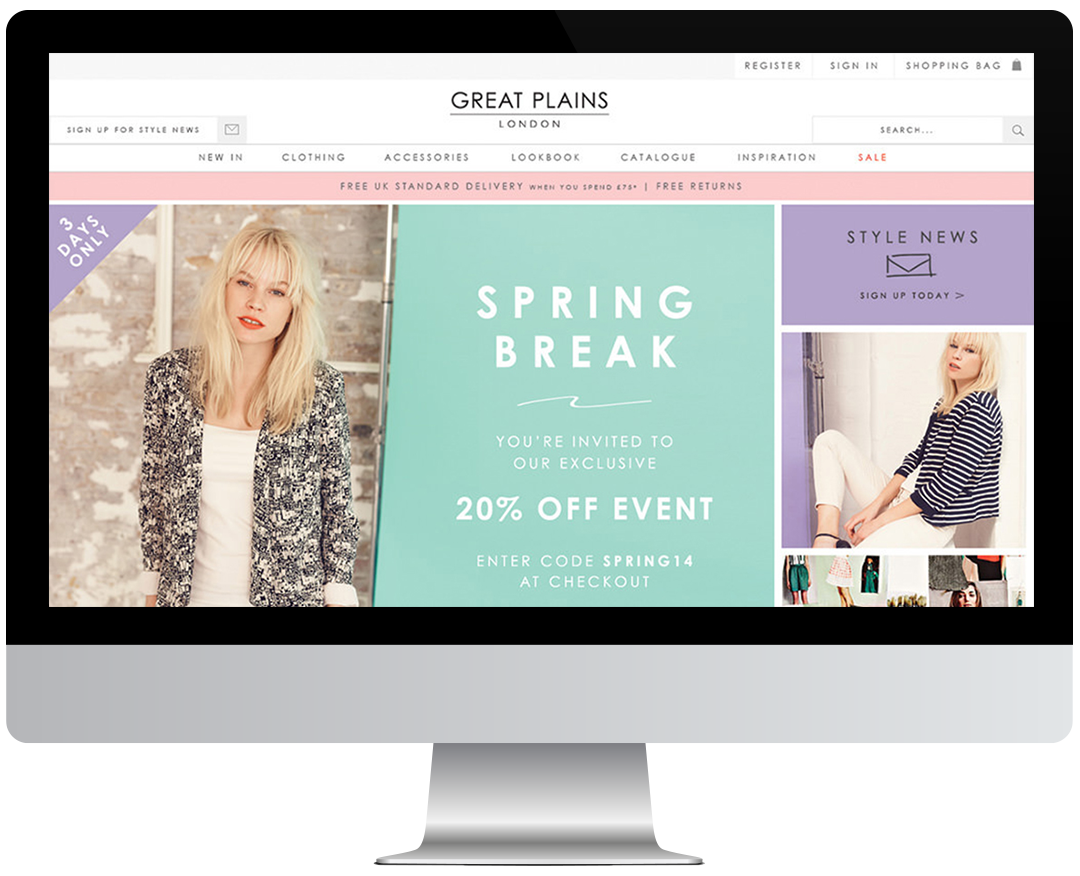 REGISTER
SIGN IN
SHOPPING BAG
GREAT PLAINS
LONDON
SIGN UP FOR STYLE NEWS
SEARCH...
NEW IN
CLOTHING
ACCESSORIES
LOOKBOOK
CATALOGUE
INSPIRATION
SALE
FREE UK STANDARD DELIVERY WHEN YOU SPEND £75* | FREE RETURNS
3
DAYS
ONLY
SPRING
BREAK
YOU'RE INVITED TO
OUR EXCLUSIVE
20% OFF EVENT
ENTER CODE SPRING14
AT CHECKOUT
STYLE NEWS
SIGN UP TODAY >